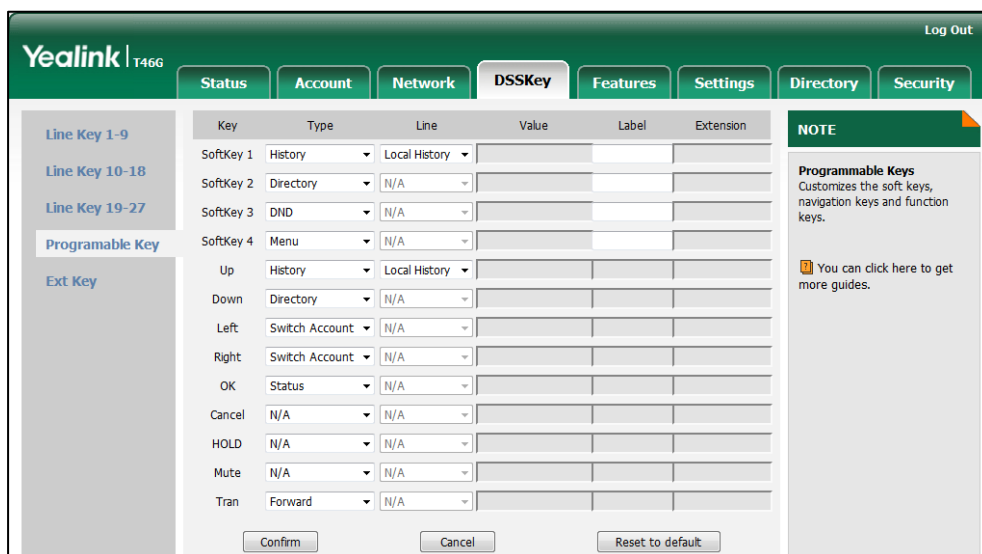 Log Out
Yealink T46G
Status Account Network DSSKey Features Settings Directory Security
Line Key 1-9
Line Key 10-18
Line Key 19-27
Programable Key
Ext Key
Key Type Line Value Label Extension
SoftKey 1 History Local History
SoftKey 2 Directory N/A
SoftKey 3 DND N/A
SoftKey 4 Menu N/A
Up History Local History
Down Directory N/A
Left Switch Account N/A
Right Switch Account N/A
OK Status N/A
Cancel N/A N/A
HOLD N/A N/A
Mute N/A N/A
Tran Forward N/A
Confirm Cancel Reset to default
NOTE
Programmable Keys
Customizes the soft keys,
navigation keys and function
keys.
You can click here to get
more guides.